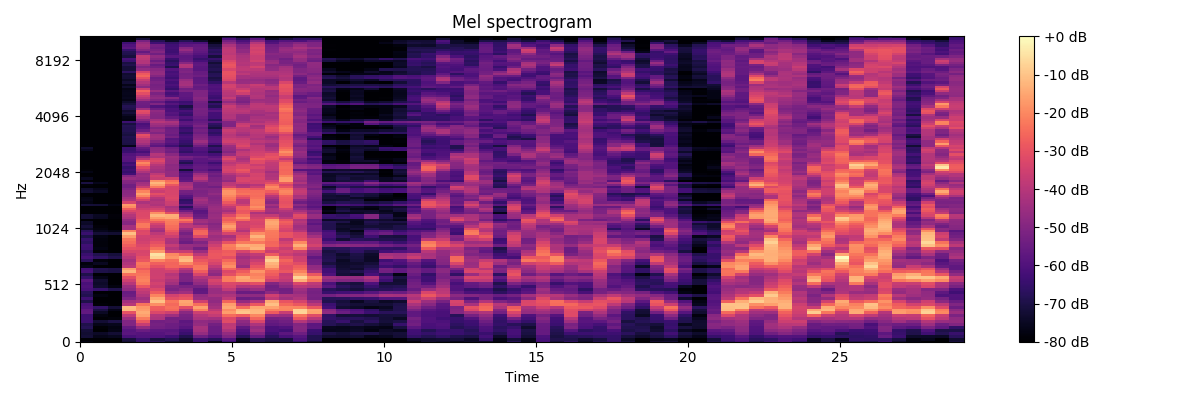 Mel spectrogram
Hz
8192
4096
2048
1024
512
0
0 5 10 15 20 25
Time
+0 dB
-10 dB
-20 dB
-30 dB
-40 dB
-50 dB
-60 dB
-70 dB
-80 dB